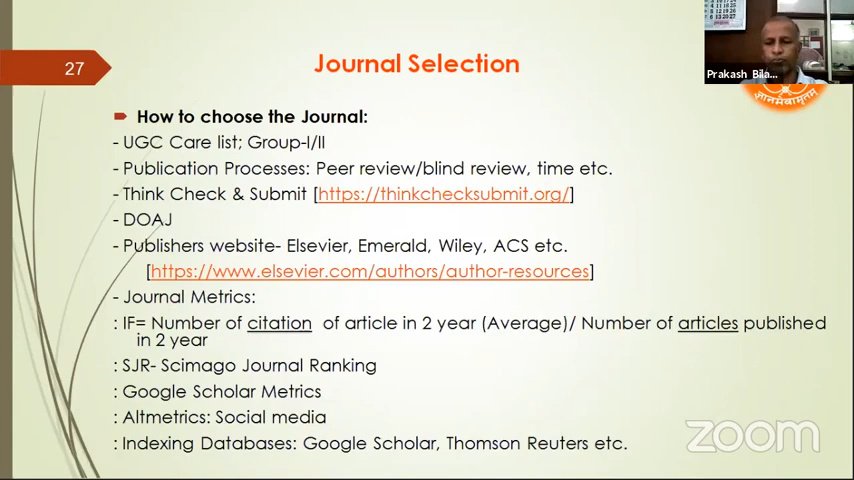 27
Journal Selection
How to choose the Journal:
- UGC Care list; Group-I/II
- Publication Processes: Peer review/blind review, time etc.
- Think Check & Submit [https://thinkchecksubmit.org/]
- DOAJ
- Publishers website- Elsevier, Emerald, Wiley, ACS etc.
[https://www.elsevier.com/authors/author-resources]
- Journal Metrics:
: IF= Number of citation of article in 2 year (Average)/ Number of articles published
in 2 year
: SJR- Scimago Journal Ranking
: Google Scholar Metrics
: Altmetrics: Social media
: Indexing Databases: Google Scholar, Thomson Reuters etc.
Prakash Bila...
ज्ञानमेवामृतम्
zoom